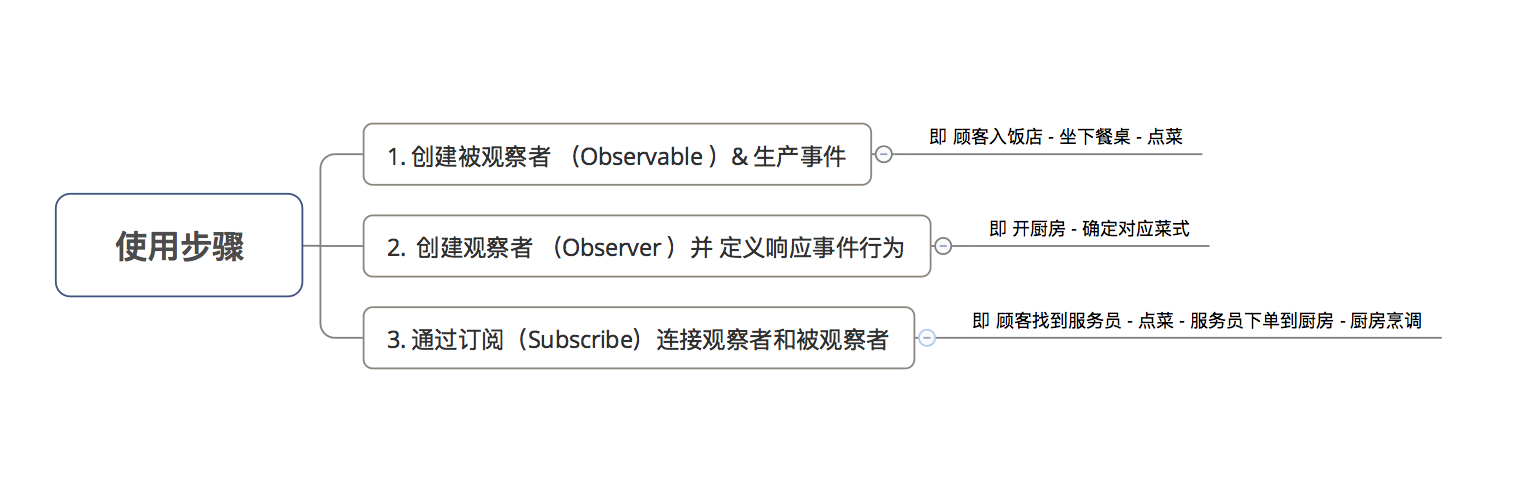 使用步骤
1. 创建被观察者 （Observable ）& 生产事件
即 顾客入饭店 - 坐下餐桌 - 点菜
2. 创建观察者 （Observer ）并 定义响应事件行为
即 开厨房 - 确定对应菜式
3. 通过订阅（Subscribe）连接观察者和被观察者
即 顾客找到服务员 - 点菜 - 服务员下单到厨房 - 厨房烹调